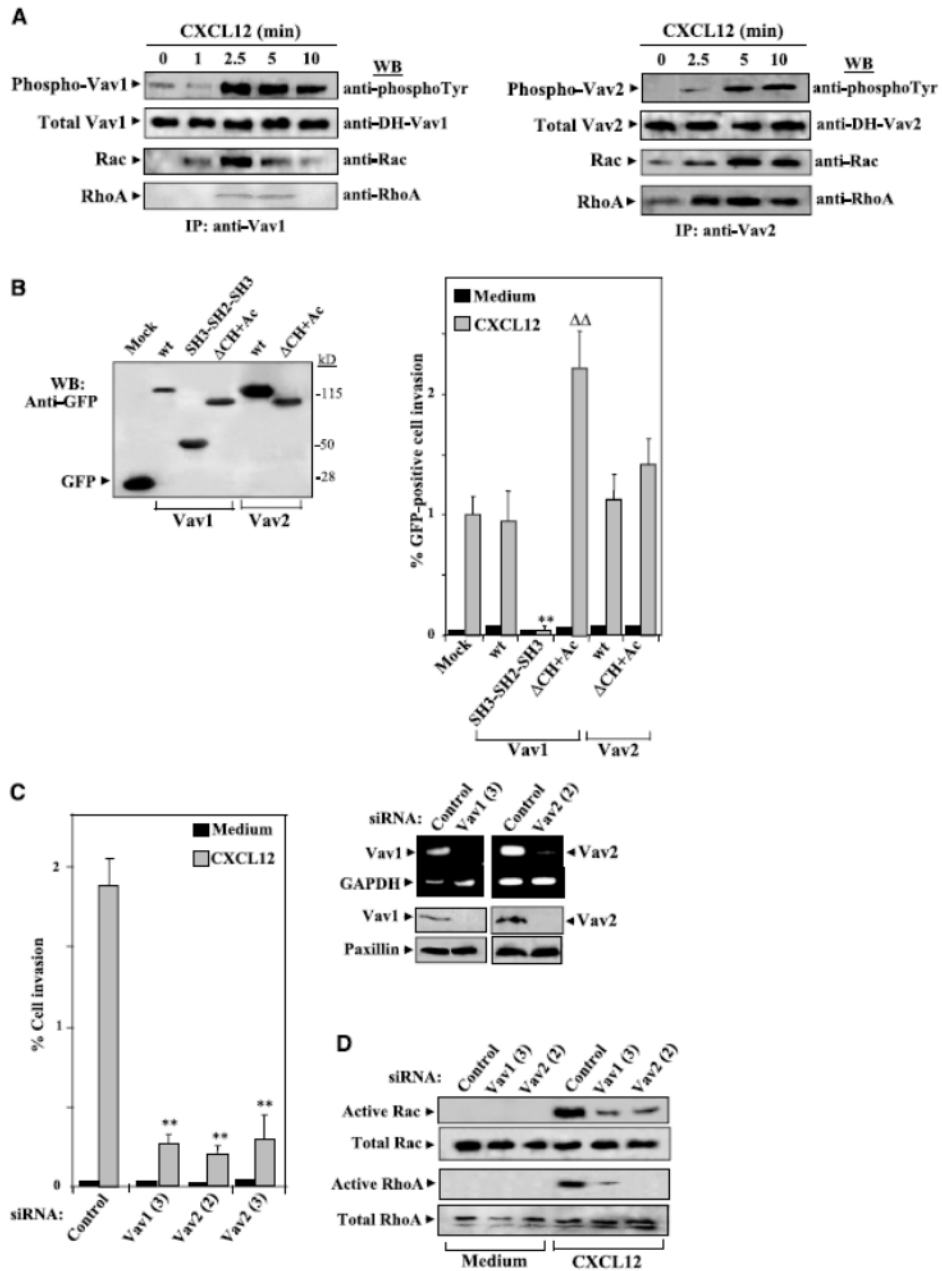 A
CXCL12 (min)
0 1 2.5 5 10
WB
Phospho-Vav1
anti-phosphoTyr
Total Vav1
anti-DH-Vav1
Rac
anti-Rac
RhoA
anti-RhoA
IP: anti-Vav1
CXCL12 (min)
0 2.5 5 10
WB
Phospho-Vav2
anti-phosphoTyr
Total Vav2
anti-DH-Vav2
Rac
anti-Rac
RhoA
anti-RhoA
IP: anti-Vav2
B
Mock
wt
SH3-SH2-SH3
ΔCH+Ac
wt
ΔCH+Ac
kD
WB:
Anti-GFP
-115
-50
-28
GFP
Vav1
Vav2
Medium
CXCL12
ΔΔ
**
% GFP-positive cell invasion
2
1
0
Mock
wt
SH3-SH2-SH3
ΔCH+Ac
wt
ΔCH+Ac
Vav1
Vav2
C
Medium
CXCL12
% Cell invasion
2
1
0
**
**
**
siRNA:
Control
Vav1 (3)
Vav2 (2)
Vav2 (3)
siRNA:
Control
Vav1 (3)
Control
Vav2 (2)
Vav1
Vav2
GAPDH
Vav1
Vav2
Paxillin
D
siRNA:
Control
Vav1 (3)
Vav2 (2)
Control
Vav1 (3)
Vav2 (2)
Active Rac
Total Rac
Active RhoA
Total RhoA
Medium
CXCL12